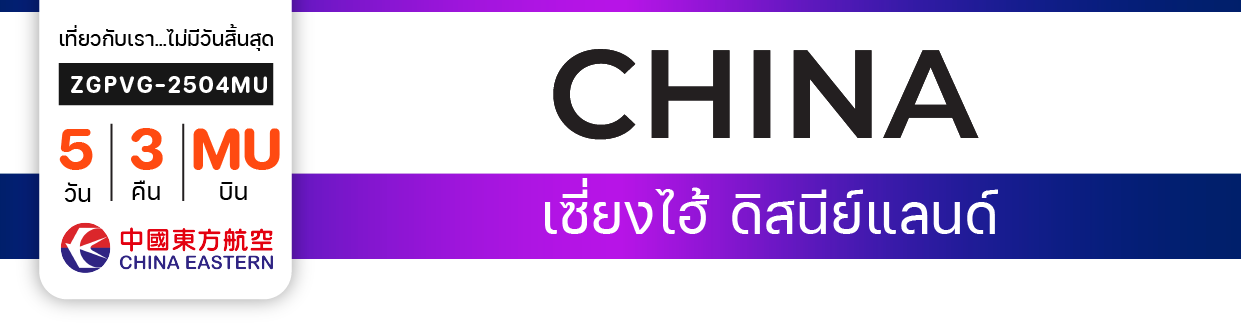 เที่ยวกับเรา...ไม่มีวันสิ้นสุด
ZGPVG-2504MU
5 วัน
3 คืน
MU บิน
中國東方航空
CHINA EASTERN
CHINA
เซี่ยงไฮ้ ดิสนีย์แลนด์